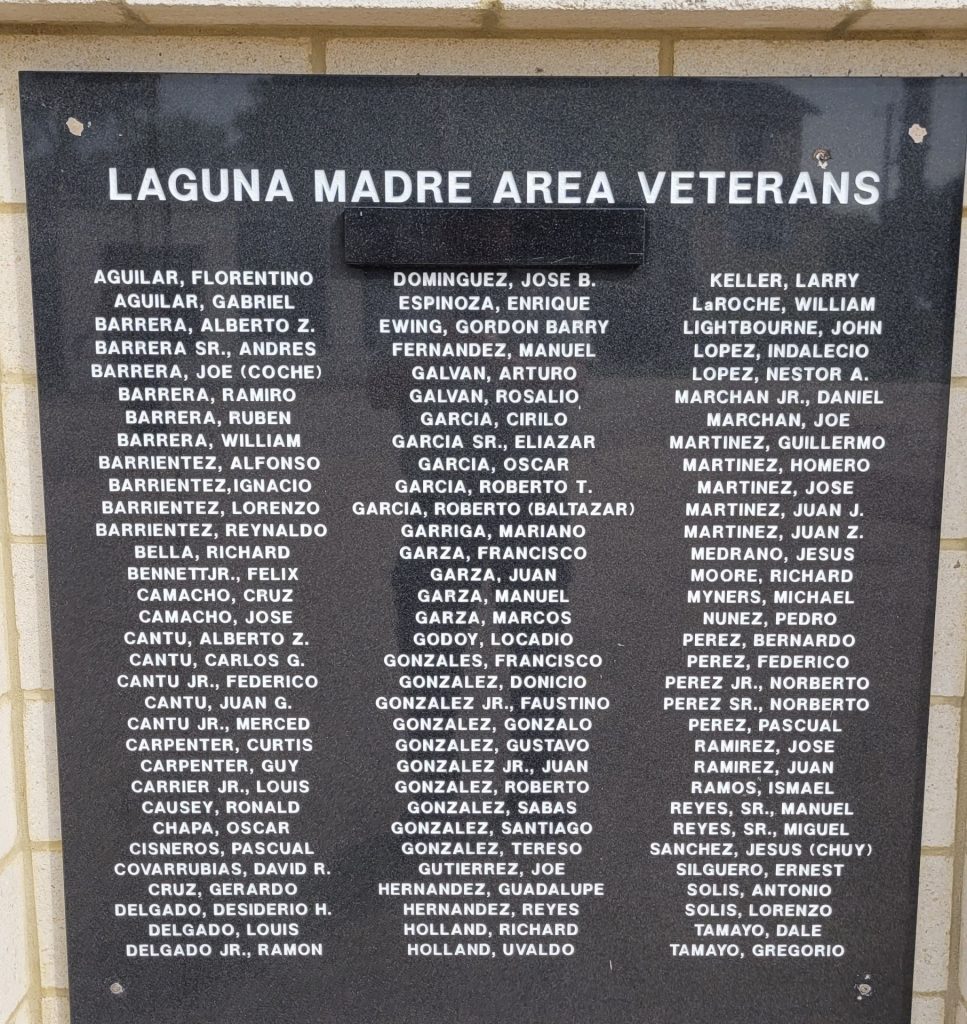 LAGUNA MADRE AREA VETERANS
AGUILAR, FLORENTINO
AGUILAR, GABRIEL
BARRERA, ALBERTO Z.
BARRERA SR., ANDRES
BARRERA, JOE (COCHE)
BARRERA, RAMIRO
BARRERA, RUBEN
BARRERA, WILLIAM
BARRIENTEZ, ALFONSO
BARRIENTEZ,IGNACIO
BARRIENTEZ, LORENZO
BARRIENTEZ, REYNALDO
BELLA, RICHARD
BENNETTJR., FELIX
CAMACHO, CRUZ
CAMACHO, JOSE
CANTU, ALBERTO Z.
CANTU, CARLOS G.
CANTU JR., FEDERICO
CANTU, JUAN G.
CANTU JR., MERCED
CARPENTER, CURTIS
CARPENTER, GUY
CARRIER JR., LOUIS
CAUSEY, RONALD
CHAPA, OSCAR
CISNEROS, PASCUAL
COVARRUBIAS, DAVID R.
CRUZ, GERARDO
DELGADO, DESIDERIO H.
DELGADO, LOUIS
DELGADO JR., RAMON
DOMINGUEZ, JOSE B.
ESPINOZA, ENRIQUE
EWING, GORDON BARRY
FERNANDEZ, MANUEL
GALVAN, ARTURO
GALVAN, ROSALIO
GARCIA, CIRILO
GARCIA SR., ELIAZAR
GARCIA, OSCAR
GARCIA, ROBERTO T.
GARCIA, ROBERTO (BALTAZAR)
GARRIGA, MARIANO
GARZA, FRANCISCO
GARZA, JUAN
GARZA, MANUEL
GARZA, MARCOS
GODOY, LOCADIO
GONZALES, FRANCISCO
GONZALEZ, DONICIO
GONZALEZ JR., FAUSTINO
GONZALEZ, GONZALO
GONZALEZ, GUSTAVO
GONZALEZ JR., JUAN
GONZALEZ, ROBERTO
GONZALEZ, SABAS
GONZALEZ, SANTIAGO
GONZALEZ, TERESO
GUTIERREZ, JOE
HERNANDEZ, GUADALUPE
HERNANDEZ, REYES
HOLLAND, RICHARD
HOLLAND, UVALDO
KELLER, LARRY
LaROCHE, WILLIAM
LIGHTBOURNE, JOHN
LOPEZ, INDALECIO
LOPEZ, NESTOR A.
MARCHAN JR., DANIEL
MARCHAN, JOE
MARTINEZ, GUILLERMO
MARTINEZ, HOMERO
MARTINEZ, JOSE
MARTINEZ, JUAN J.
MARTINEZ, JUAN Z.
MEDRANO, JESUS
MOORE, RICHARD
MYNERS, MICHAEL
NUNEZ, PEDRO
PEREZ, BERNARDO
PEREZ, FEDERICO
PEREZ JR., NORBERTO
PEREZ SR., NORBERTO
PEREZ, PASCUAL
RAMIREZ, JOSE
RAMIREZ, JUAN
RAMOS, ISMAEL
REYES, SR., MANUEL
REYES, SR., MIGUEL
SANCHEZ, JESUS (CHUY)
SILGUERO, ERNEST
SOLIS, ANTONIO
SOLIS, LORENZO
TAMAYO, DALE
TAMAYO, GREGORIO